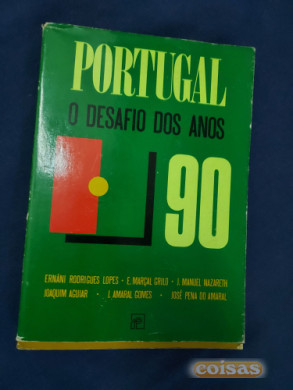 PORTUGAL
O DESAFIO DOS ANOS
90
ERNÂNI RODRIGUES LOPES • E. MARÇAL GRILO • J. MANUEL NAZARETH
JOAQUIM AGUIAR • J. AMARAL GOMES • JOSÉ PENA DO AMARAL
coisas